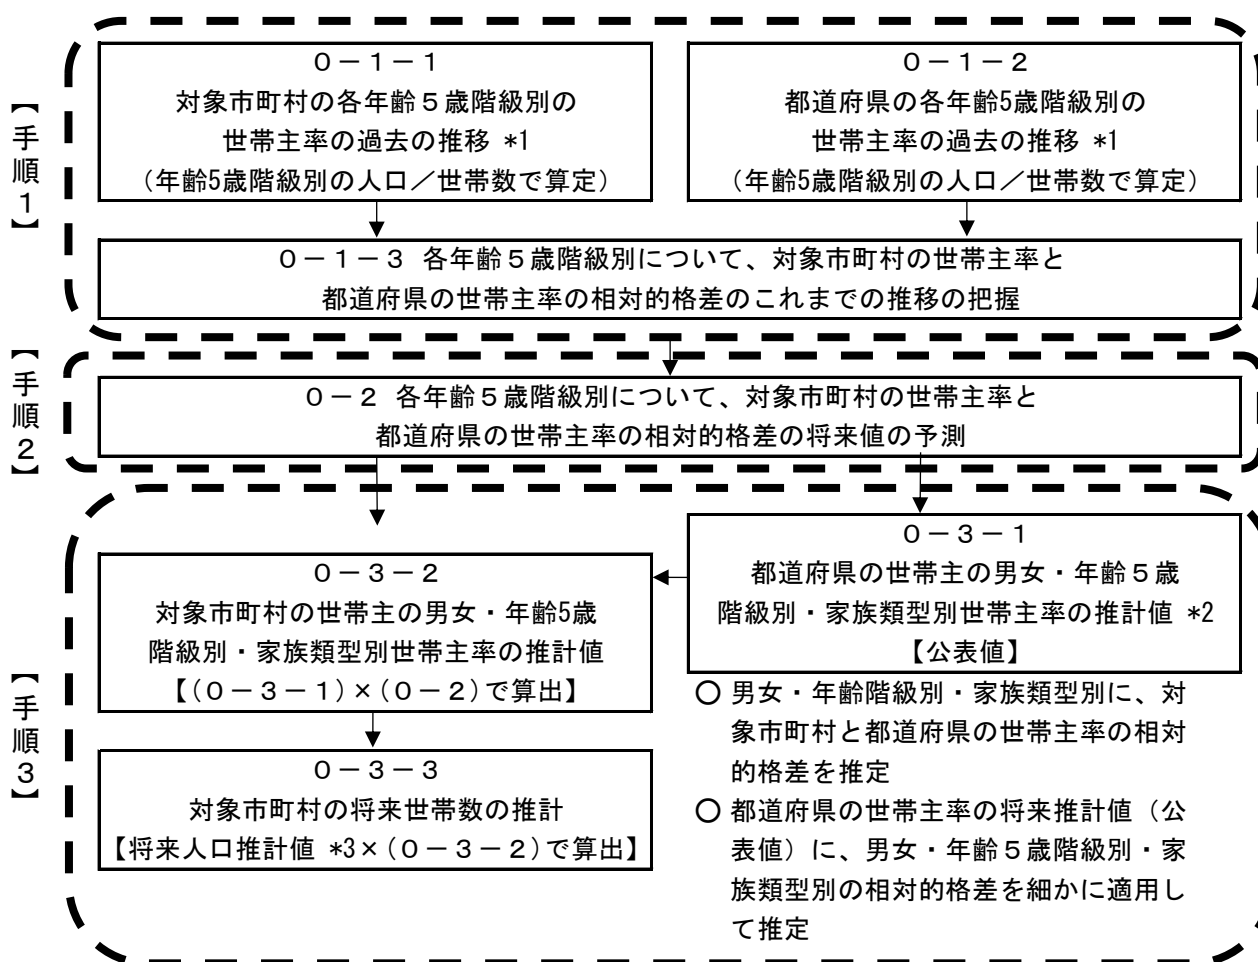 【手順1】
0－1－1
対象市町村の各年齢５歳階級別の
世帯主率の過去の推移 *1
（年齢5歳階級別の人口／世帯数で算定）
0－1－2
都道府県の各年齢5歳階級別の
世帯主率の過去の推移 *1
（年齢5歳階級別の人口／世帯数で算定）
0－1－3 各年齢５歳階級別について、対象市町村の世帯主率と
都道府県の世帯主率の相対的格差のこれまでの推移の把握
【手順2】
0－2 各年齢５歳階級別について、対象市町村の世帯主率と
都道府県の世帯主率の相対的格差の将来値の予測
【手順3】
0－3－1
都道府県の世帯主の男女・年齢５歳
階級別・家族類型別世帯主率の推計値 *2
【公表値】
0－3－2
対象市町村の世帯主の男女・年齢5歳
階級別・家族類型別世帯主率の推計値
【(0－3－1)×(0－2)で算出】
0－3－3
対象市町村の将来世帯数の推計
【将来人口推計値 *3×(0－3－2)で算出】
○ 男女・年齢階級別・家族類型別に、対
象市町村と都道府県の世帯主率の相対
的格差を推定
○ 都道府県の世帯主率の将来推計値（公
表値）に、男女・年齢５歳階級別・家
族類型別の相対的格差を細かに適用し
て推定